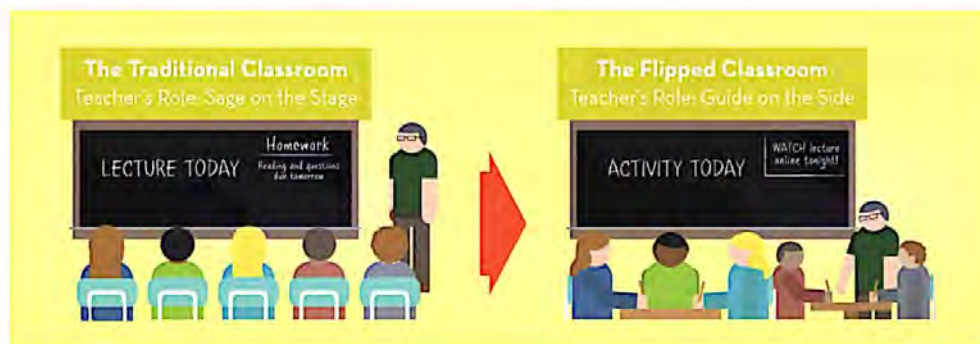 The Traditional Classroom
Teacher's Role: Sage on the Stage
LECTURE TODAY
Homework
Reading and questions
due tomorrow
The Flipped Classroom
Teacher's Role: Guide on the Side
ACTIVITY TODAY
WATCH lecture
online tonight!